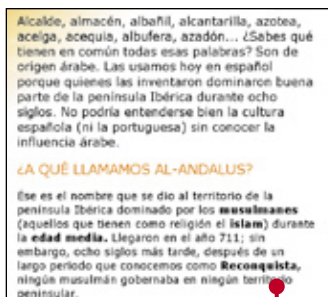 Alcalde, almacén, albañil, alcantarilla, azotea,
acelga, acequia, albufera, azadón... ¿Sabes qué
tienen en común todas esas palabras? Son de
origen árabe. Las usamos hoy en español
porque quienes las inventaron dominaron buena
parte de la península Ibérica durante ocho
siglos. No podría entenderse bien la cultura
española (ni la portuguesa) sin conocer la
influencia árabe.
¿A QUÉ LLAMAMOS AL-ANDALUS?
Ése es el nombre que se dio al territorio de la
península Ibérica dominado por los musulmanes
(aquellos que tienen como religión el islam) durante
la edad media. Llegaron en el año 711; sin
embargo, ocho siglos más tarde, después de un
largo periodo que conocemos como Reconquista,
ningún musulmán gobernaba en ningún territorio
peninsular.